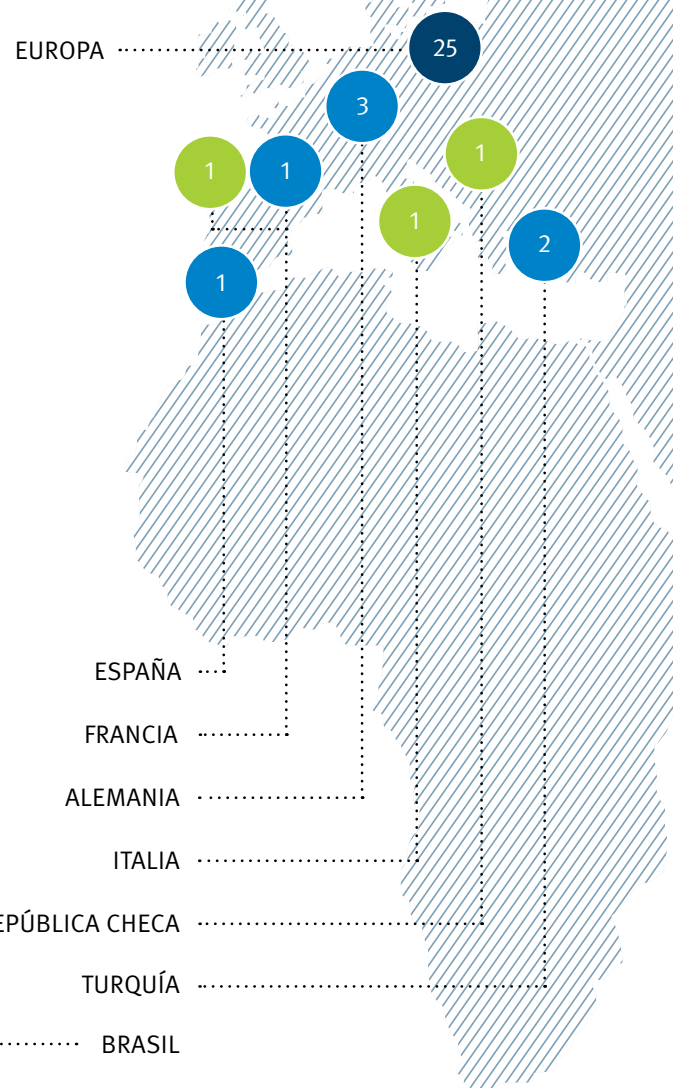 EUROPA
25
3
1
1
1
1
2
1
ESPAÑA
FRANCIA
ALEMANIA
ITALIA
EPÚBLICA CHECA
TURQUÍA
BRASIL